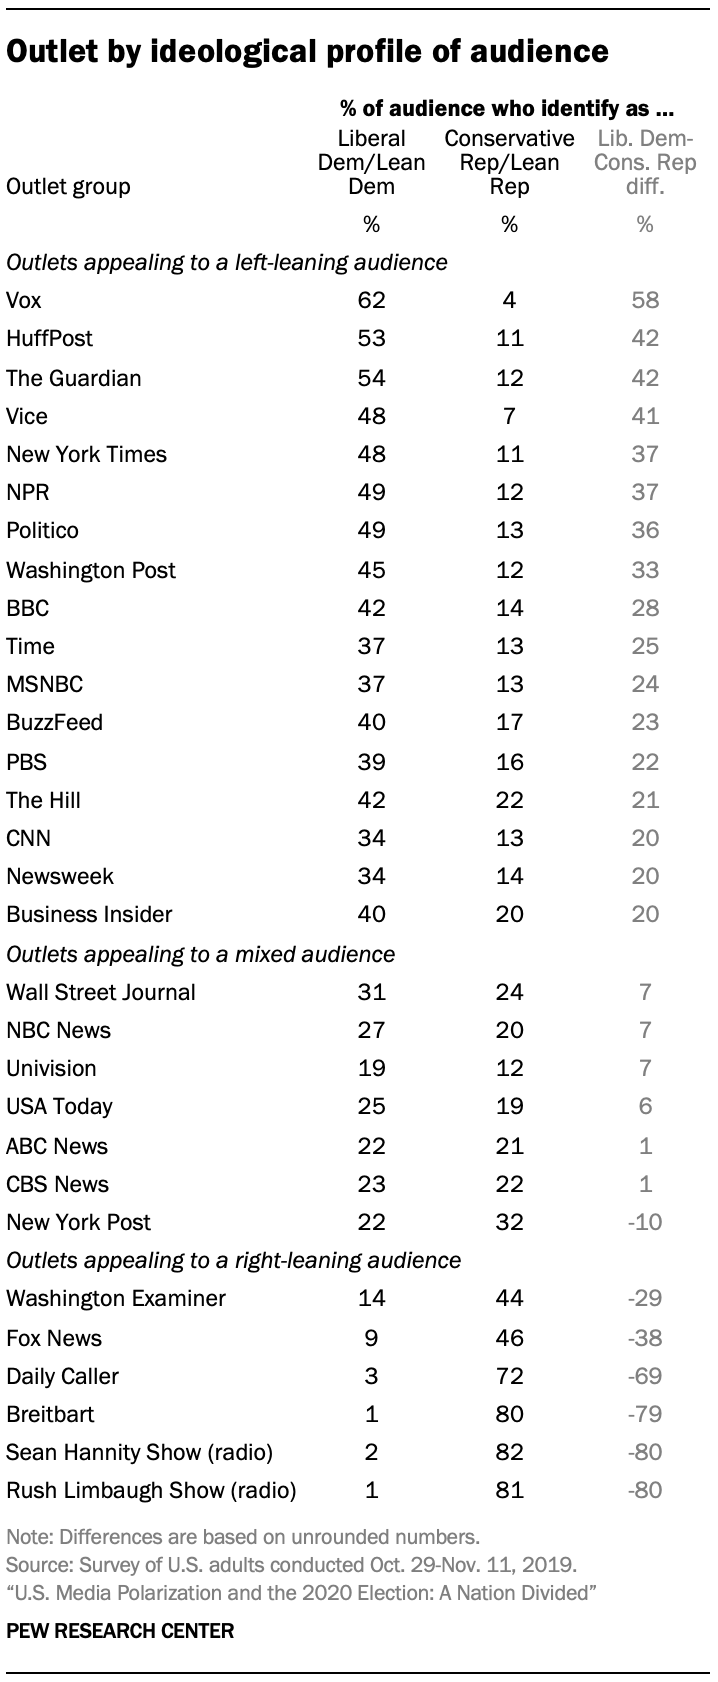 Outlet by ideological profile of audience
% of audience who identify as ...
Liberal Dem/Lean Dem
Conservative Rep/Lean Rep
Lib. Dem-Cons. Rep diff.
Outlet group
% % %
Outlets appealing to a left-leaning audience
Vox 62 4 58
HuffPost 53 11 42
The Guardian 54 12 42
Vice 48 7 41
New York Times 48 11 37
NPR 49 12 37
Politico 49 13 36
Washington Post 45 12 33
BBC 42 14 28
Time 37 13 25
MSNBC 37 13 24
BuzzFeed 40 17 23
PBS 39 16 22
The Hill 42 22 21
CNN 34 13 20
Newsweek 34 14 20
Business Insider 40 20 20
Outlets appealing to a mixed audience
Wall Street Journal 31 24 7
NBC News 27 20 7
Univision 19 12 7
USA Today 25 19 6
ABC News 22 21 1
CBS News 23 22 1
New York Post 22 32 -10
Outlets appealing to a right-leaning audience
Washington Examiner 14 44 -29
Fox News 9 46 -38
Daily Caller 3 72 -69
Breitbart 1 80 -79
Sean Hannity Show (radio) 2 82 -80
Rush Limbaugh Show (radio) 1 81 -80
Note: Differences are based on unrounded numbers.
Source: Survey of U.S. adults conducted Oct. 29-Nov. 11, 2019.
“U.S. Media Polarization and the 2020 Election: A Nation Divided”
PEW RESEARCH CENTER